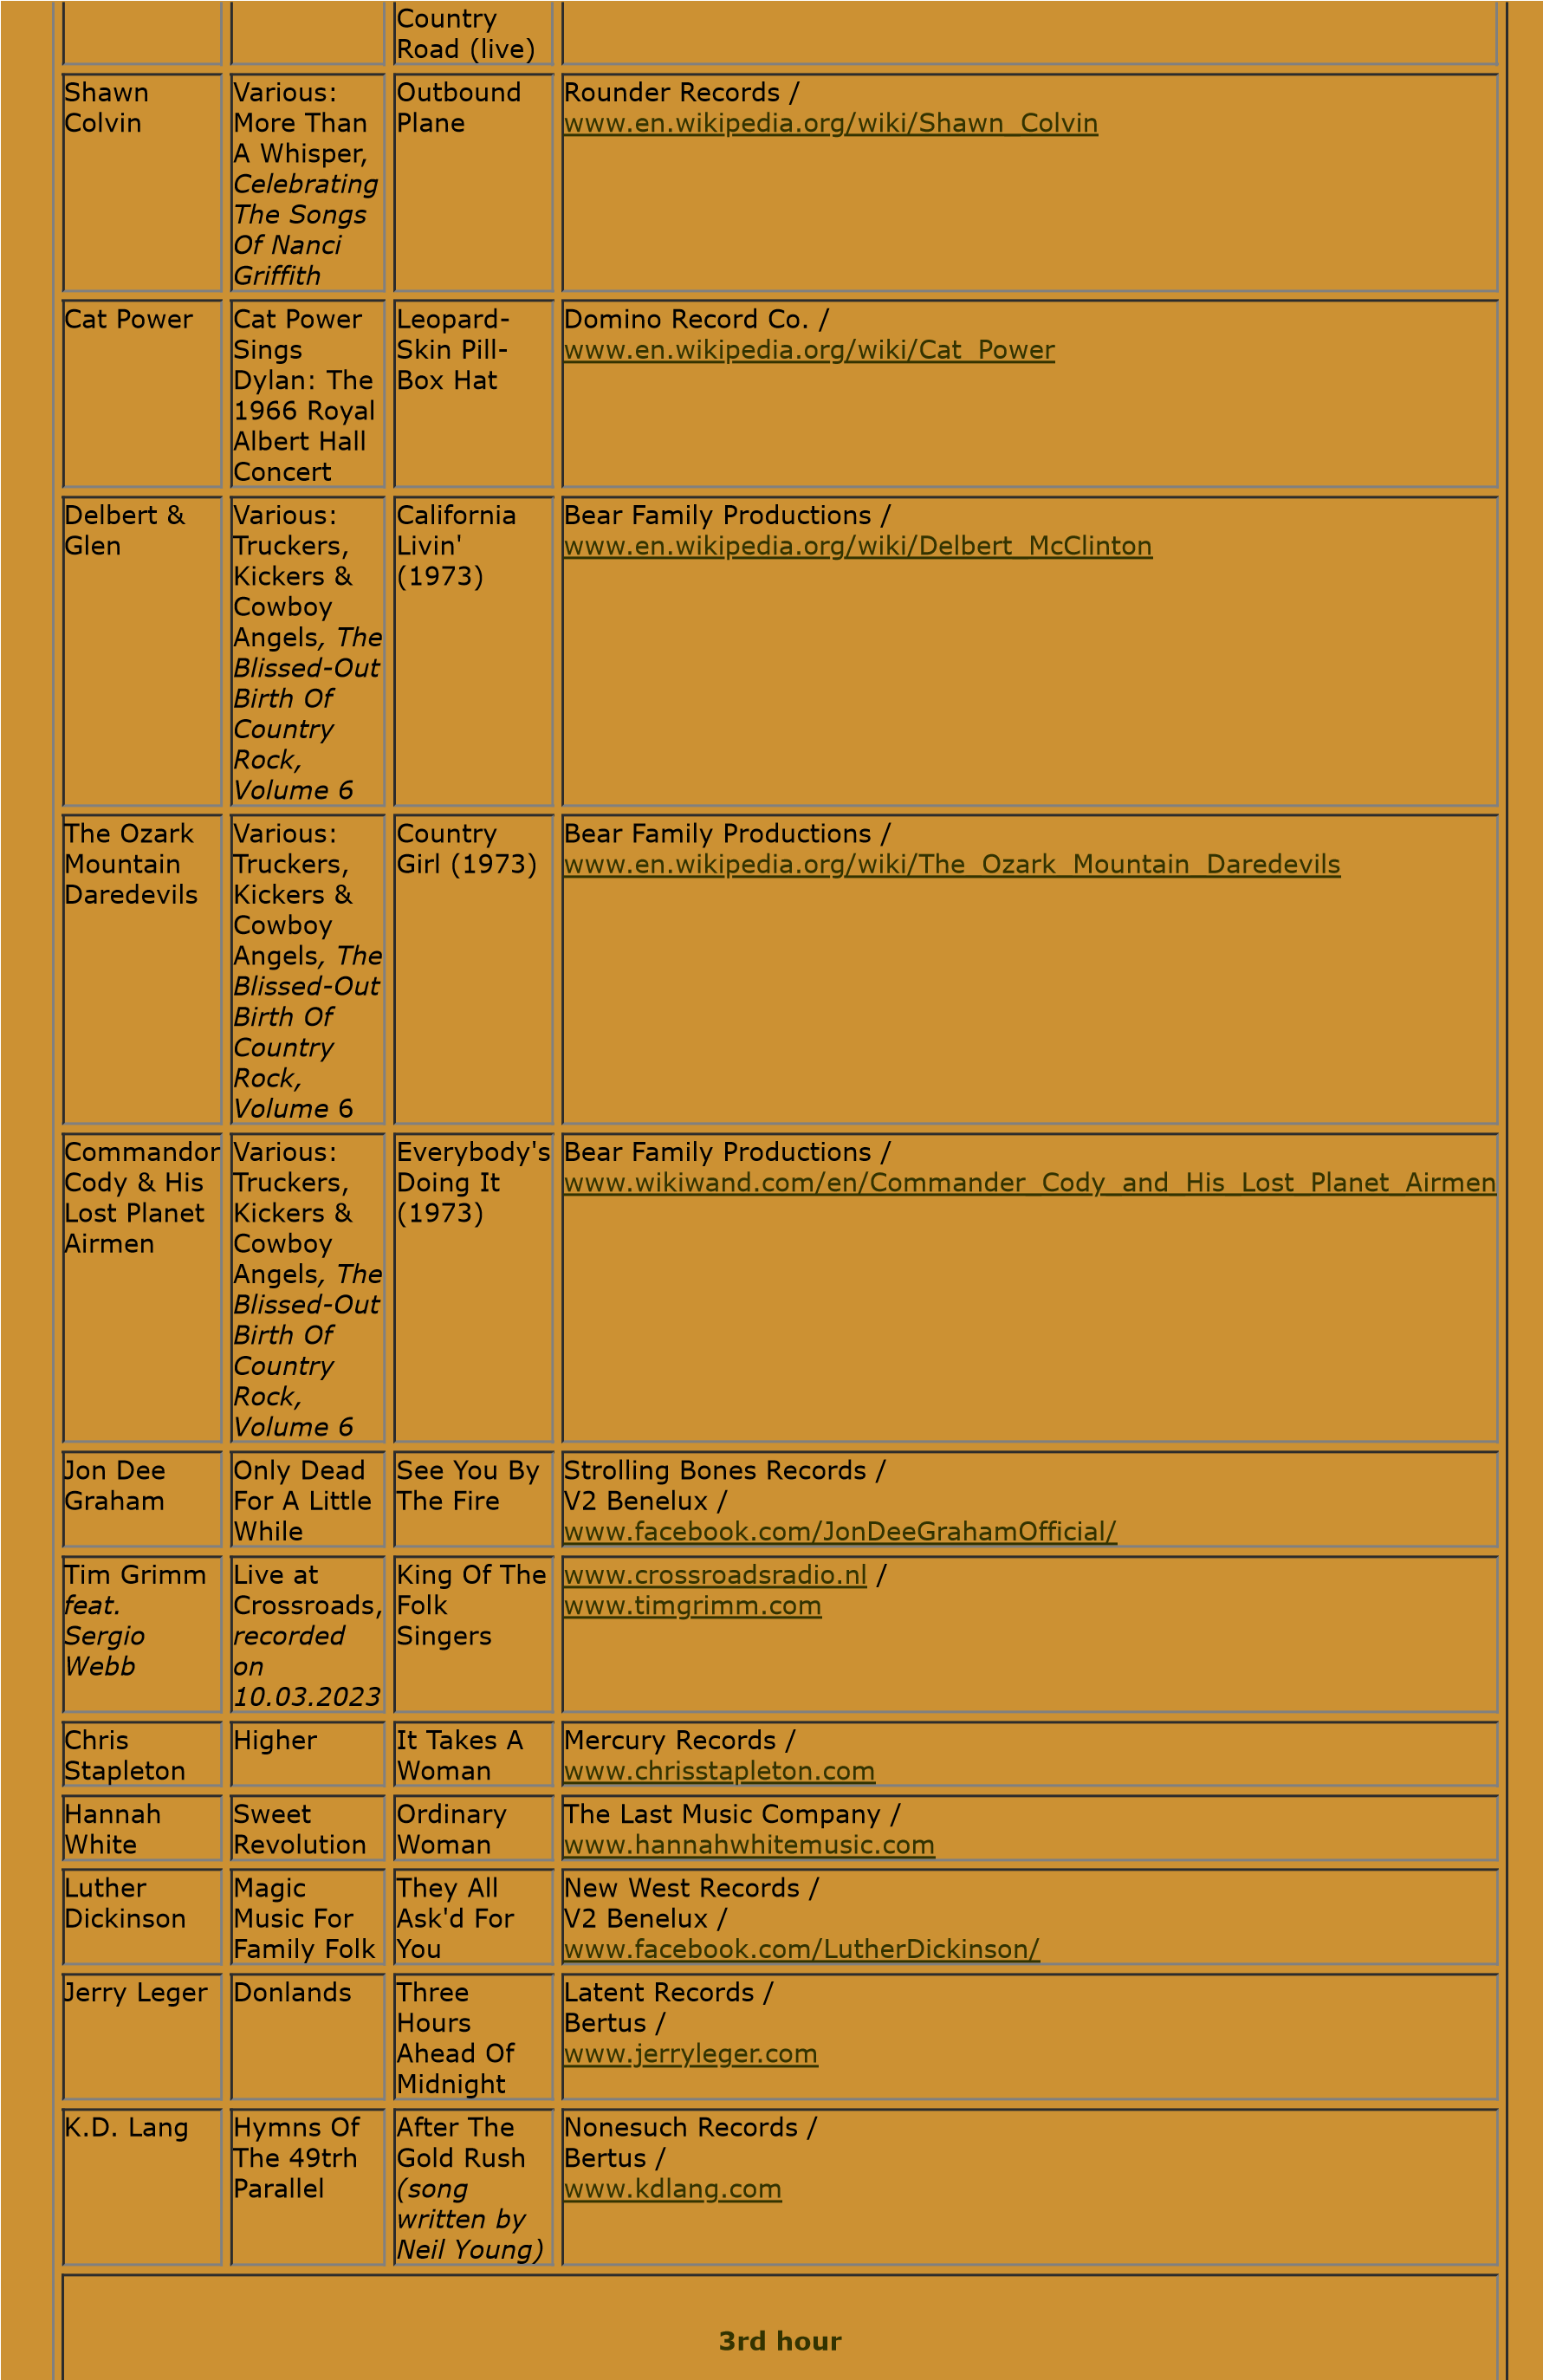 Country
Road (live)
Shawn
Colvin
Various:
More Than
A Whisper,
Celebrating
The Songs
Of Nanci
Griffith
Outbound
Plane
Rounder Records /
www.en.wikipedia.org/wiki/Shawn_Colvin
Cat Power
Cat Power
Sings
Dylan: The
1966 Royal
Albert Hall
Concert
Leopard-
Skin Pill-
Box Hat
Domino Record Co. /
www.en.wikipedia.org/wiki/Cat_Power
Delbert &
Glen
Various:
Truckers,
Kickers &
Cowboy
Angels, The
Blissed-Out
Birth Of
Country
Rock,
Volume 6
California
Livin'
(1973)
Bear Family Productions /
www.en.wikipedia.org/wiki/Delbert_McClinton
The Ozark
Mountain
Daredevils
Various:
Truckers,
Kickers &
Cowboy
Angels, The
Blissed-Out
Birth Of
Country
Rock,
Volume 6
Country
Girl (1973)
Bear Family Productions /
www.en.wikipedia.org/wiki/The_Ozark_Mountain_Daredevils
Commandor
Cody & His
Lost Planet
Airmen
Various:
Truckers,
Kickers &
Cowboy
Angels, The
Blissed-Out
Birth Of
Country
Rock,
Volume 6
Everybody's
Doing It
(1973)
Bear Family Productions /
www.wikiwand.com/en/Commander_Cody_and_His_Lost_Planet_Airmen
Jon Dee
Graham
Only Dead
For A Little
While
See You By
The Fire
Strolling Bones Records /
V2 Benelux /
www.facebook.com/JonDeeGrahamOfficial/
Tim Grimm
feat.
Sergio
Webb
Live at
Crossroads,
recorded
on
10.03.2023
King Of The
Folk
Singers
www.crossroadsradio.nl /
www.timgrimm.com
Chris
Stapleton
Higher
It Takes A
Woman
Mercury Records /
www.chrisstapleton.com
Hannah
White
Sweet
Revolution
Ordinary
Woman
The Last Music Company /
www.hannahwhitemusic.com
Luther
Dickinson
Magic
Music For
Family Folk
They All
Ask'd For
You
New West Records /
V2 Benelux /
www.facebook.com/LutherDickinson/
Jerry Leger
Donlands
Three
Hours
Ahead Of
Midnight
Latent Records /
Bertus /
www.jerryleger.com
K.D. Lang
Hymns Of
The 49trh
Parallel
After The
Gold Rush
(song
written by
Neil Young)
Nonesuch Records /
Bertus /
www.kdlang.com
3rd hour